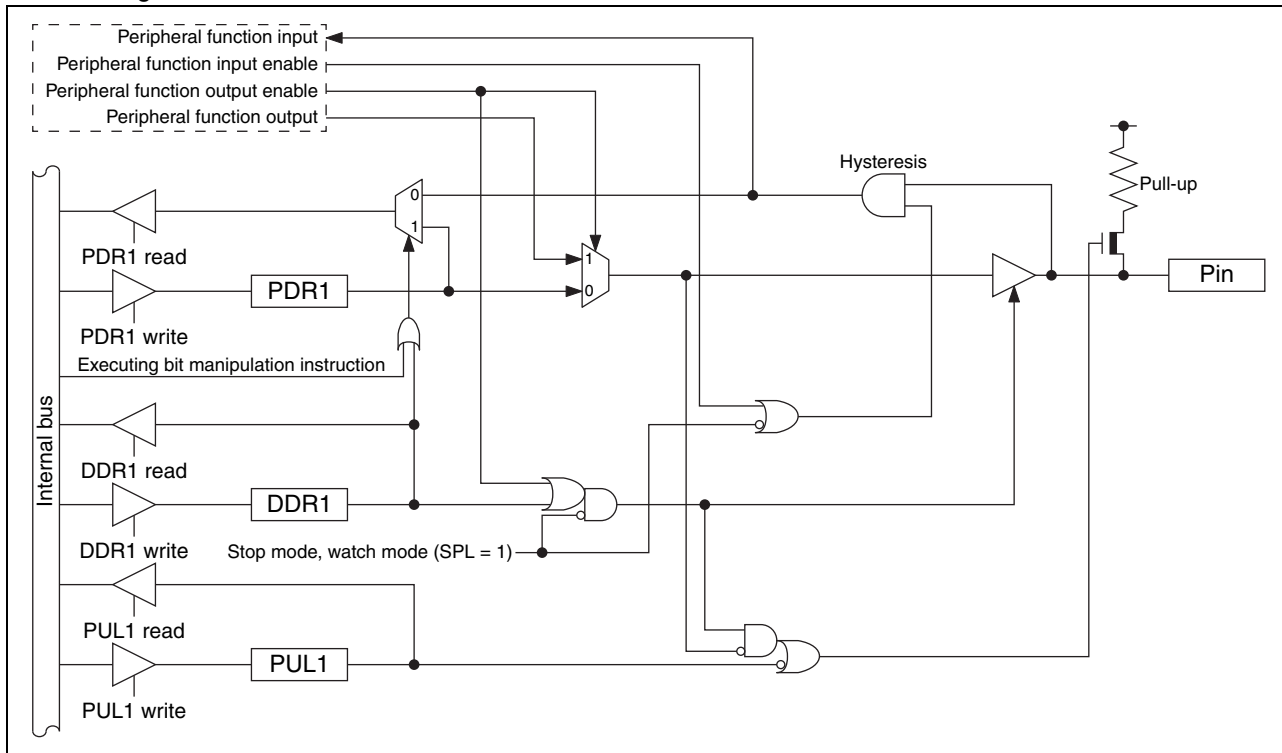 Peripheral function input
Peripheral function input enable
Peripheral function output enable
Peripheral function output
Hysteresis
Pull-up
0
1
PDR1 read
PDR1
1
0
Pin
PDR1 write
Executing bit manipulation instruction
Internal bus
DDR1 read
DDR1
DDR1 write
Stop mode, watch mode (SPL = 1)
PUL1 read
PUL1
PUL1 write